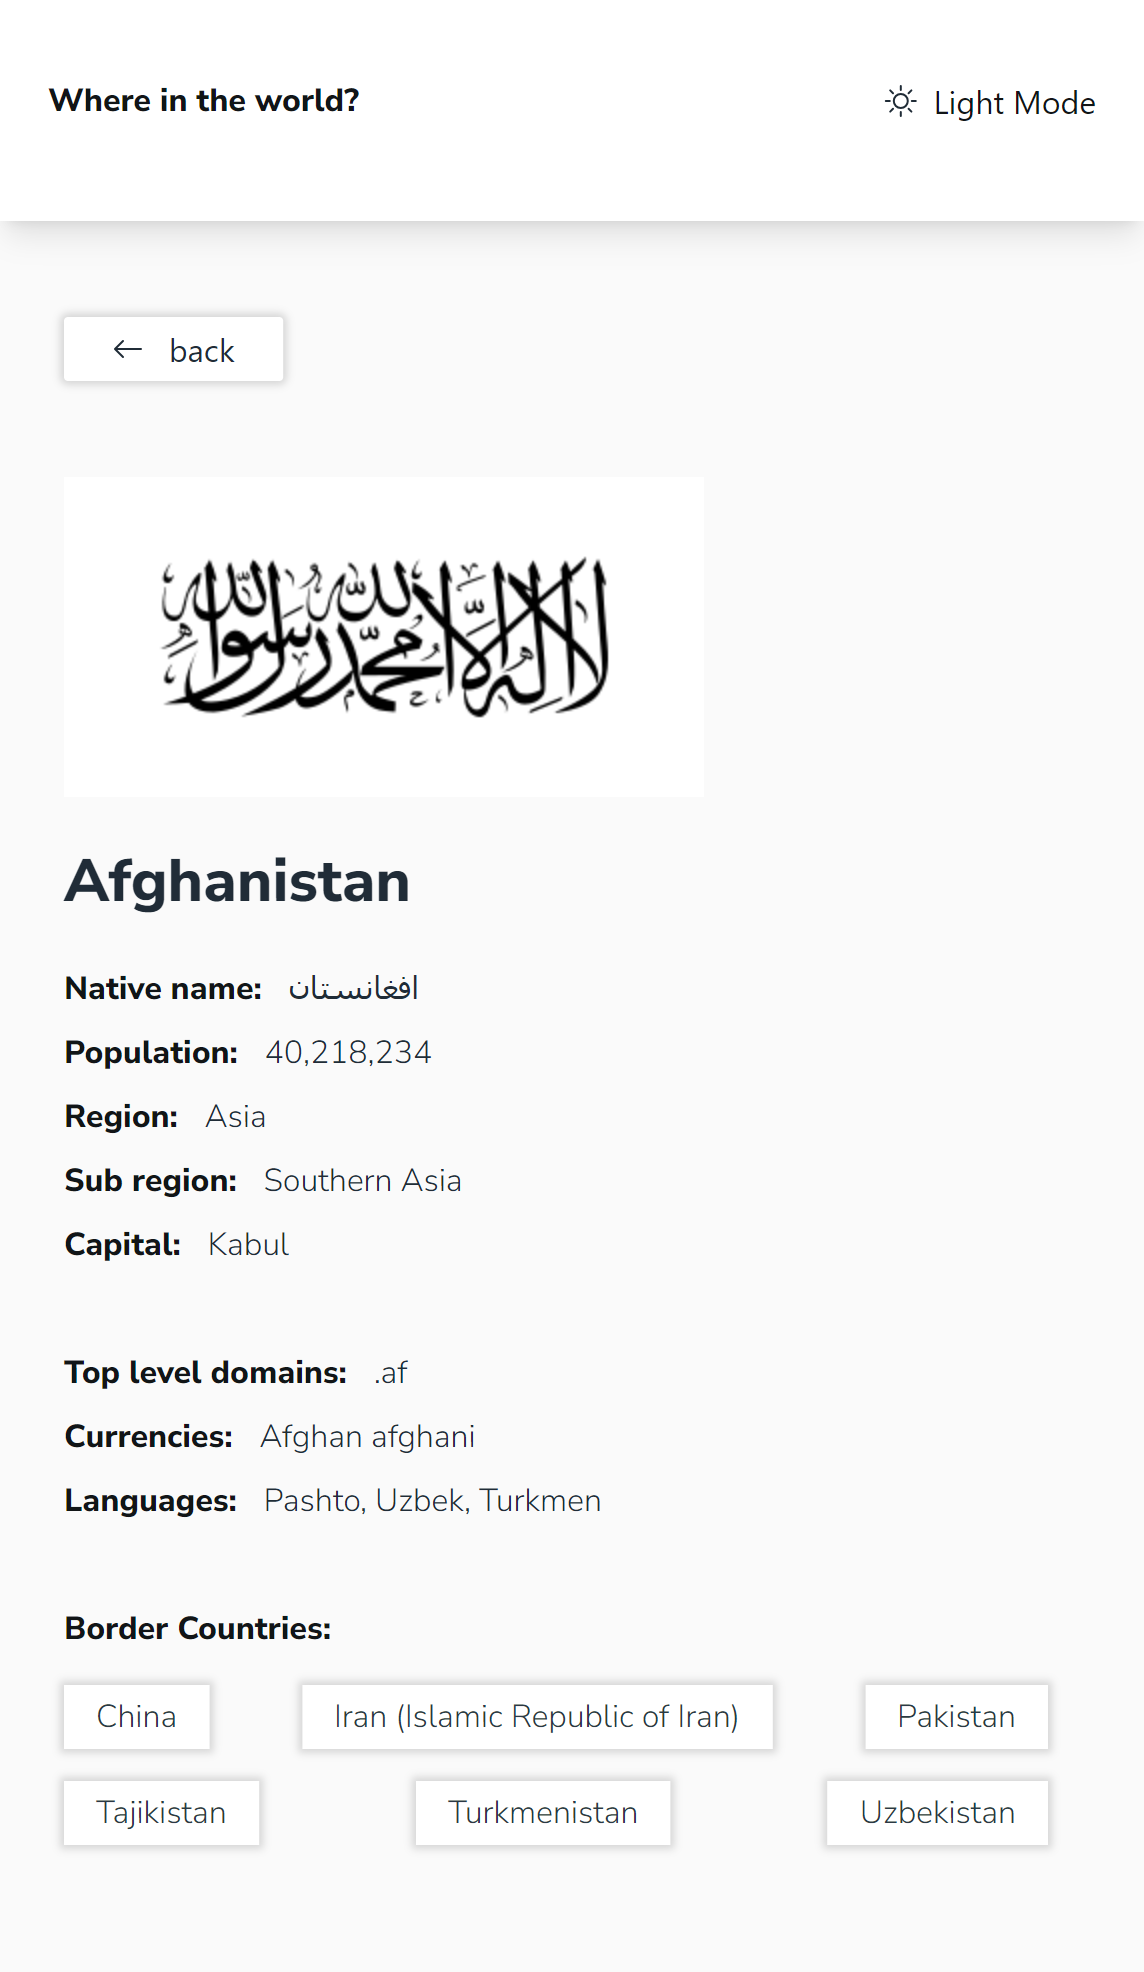 Where in the world?
Light Mode
back
لا إله إلا الله محمد رسول الله
Afghanistan
Native name: افغانستان
Population: 40,218,234
Region: Asia
Sub region: Southern Asia
Capital: Kabul
Top level domains: .af
Currencies: Afghan afghani
Languages: Pashto, Uzbek, Turkmen
Border Countries:
China
Iran (Islamic Republic of Iran)
Pakistan
Tajikistan
Turkmenistan
Uzbekistan